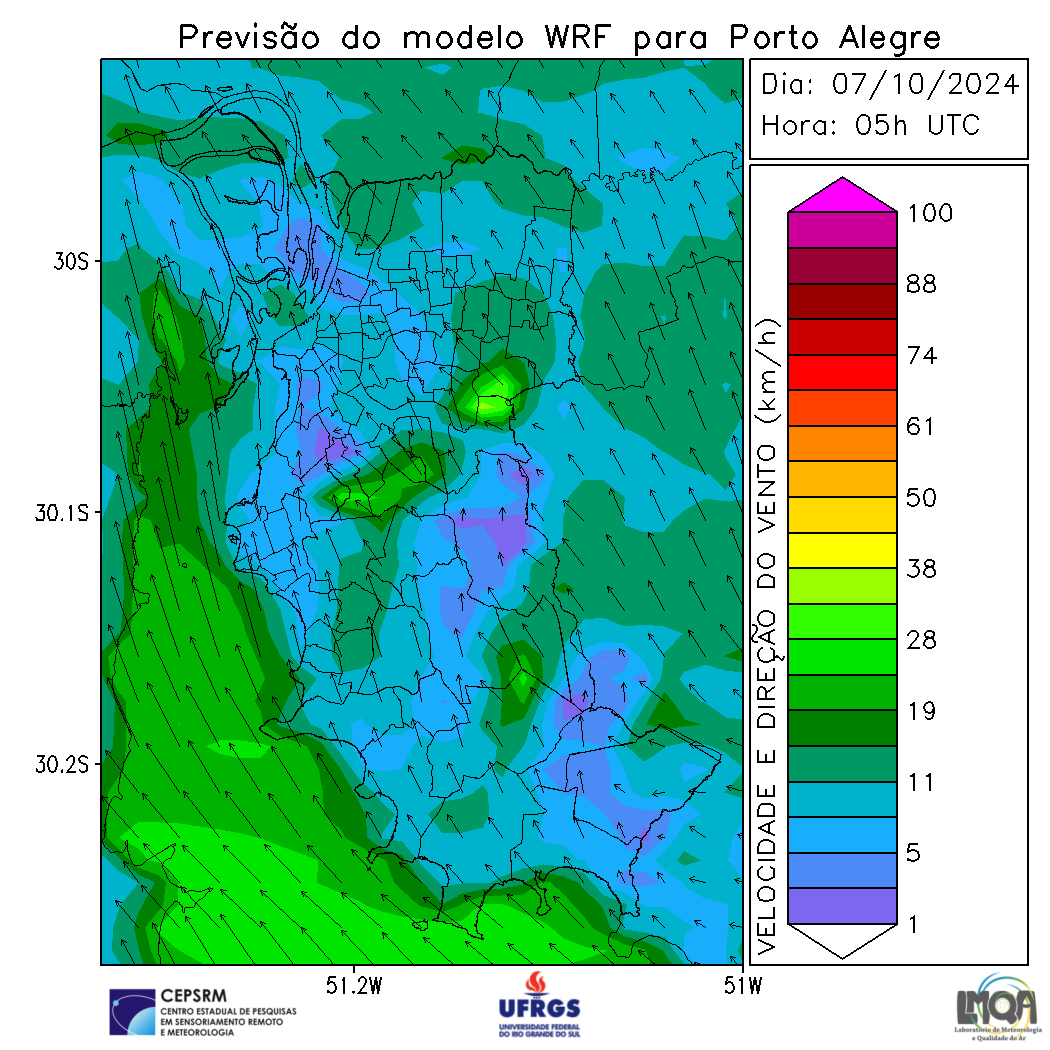 Previsão do modelo WRF para Porto Alegre
Dia: 07/10/2024
Hora: 05h UTC
30S
30.1S
30.2S
51.2W
51W
VELOCIDADE E DIREÇÃO DO VENTO (km/h)
100
88
74
61
50
38
28
19
11
5
1
CEPSRM
CENTRO ESTADUAL DE PESQUISAS
EM SENSORIAMENTO REMOTO
E METEOROLOGIA
UFRGS
UNIVERSIDADE FEDERAL
DO RIO GRANDE DO SUL
LMQA
Laboratório de Meteorologia
e Qualidade do Ar